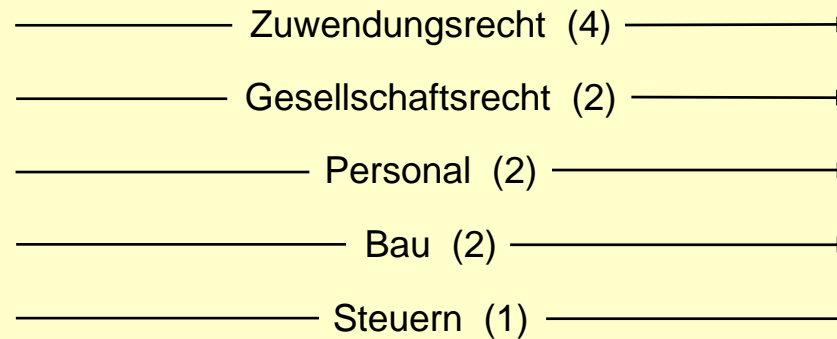 Zuwendungsrecht (4)
Gesellschaftsrecht (2)
Personal (2)
Bau (2)
Steuern (1)